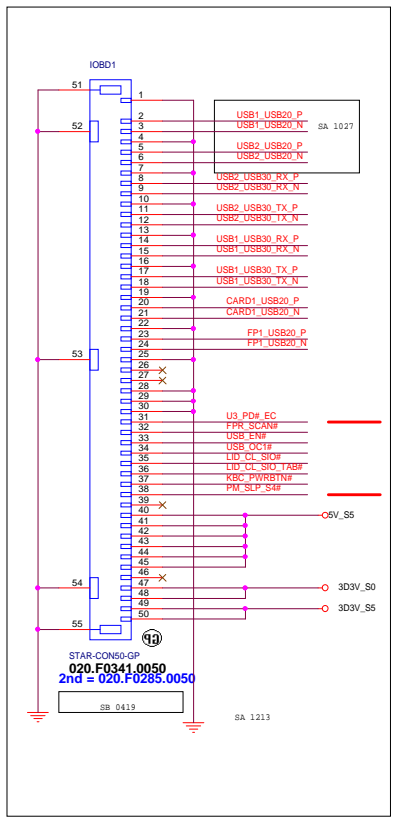 IOBD1
51
1
2
USB1_USB20_P
3
USB1_USB20_N
SA 1027
52
4
5
USB2_USB20_P
6
USB2_USB20_N
7
8
USB2_USB30_RX_P
9
USB2_USB30_RX_N
10
11
USB2_USB30_TX_P
12
USB2_USB30_TX_N
13
14
USB1_USB30_RX_P
15
USB1_USB30_RX_N
16
17
USB1_USB30_TX_P
18
USB1_USB30_TX_N
19
20
CARD1_USB20_P
21
CARD1_USB20_N
22
23
FP1_USB20_P
24
FP1_USB20_N
53
25
26
27
28
29
30
31
U3_PD#_EC
32
FPR_SCAN#
33
USB_EN#
34
USB_OC1#
35
LID_CL_SIO#
36
LID_CL_SIO_TAB#
37
KBC_PWRBTN#
38
PM_SLP_S4#
39
40
5V_S5
41
42
43
44
45
46
54
47
3D3V_S0
48
49
3D3V_S5
50
55
STAR-CON50-GP
020.F0341.0050
2nd = 020.F0285.0050
SB 0419
SA 1213